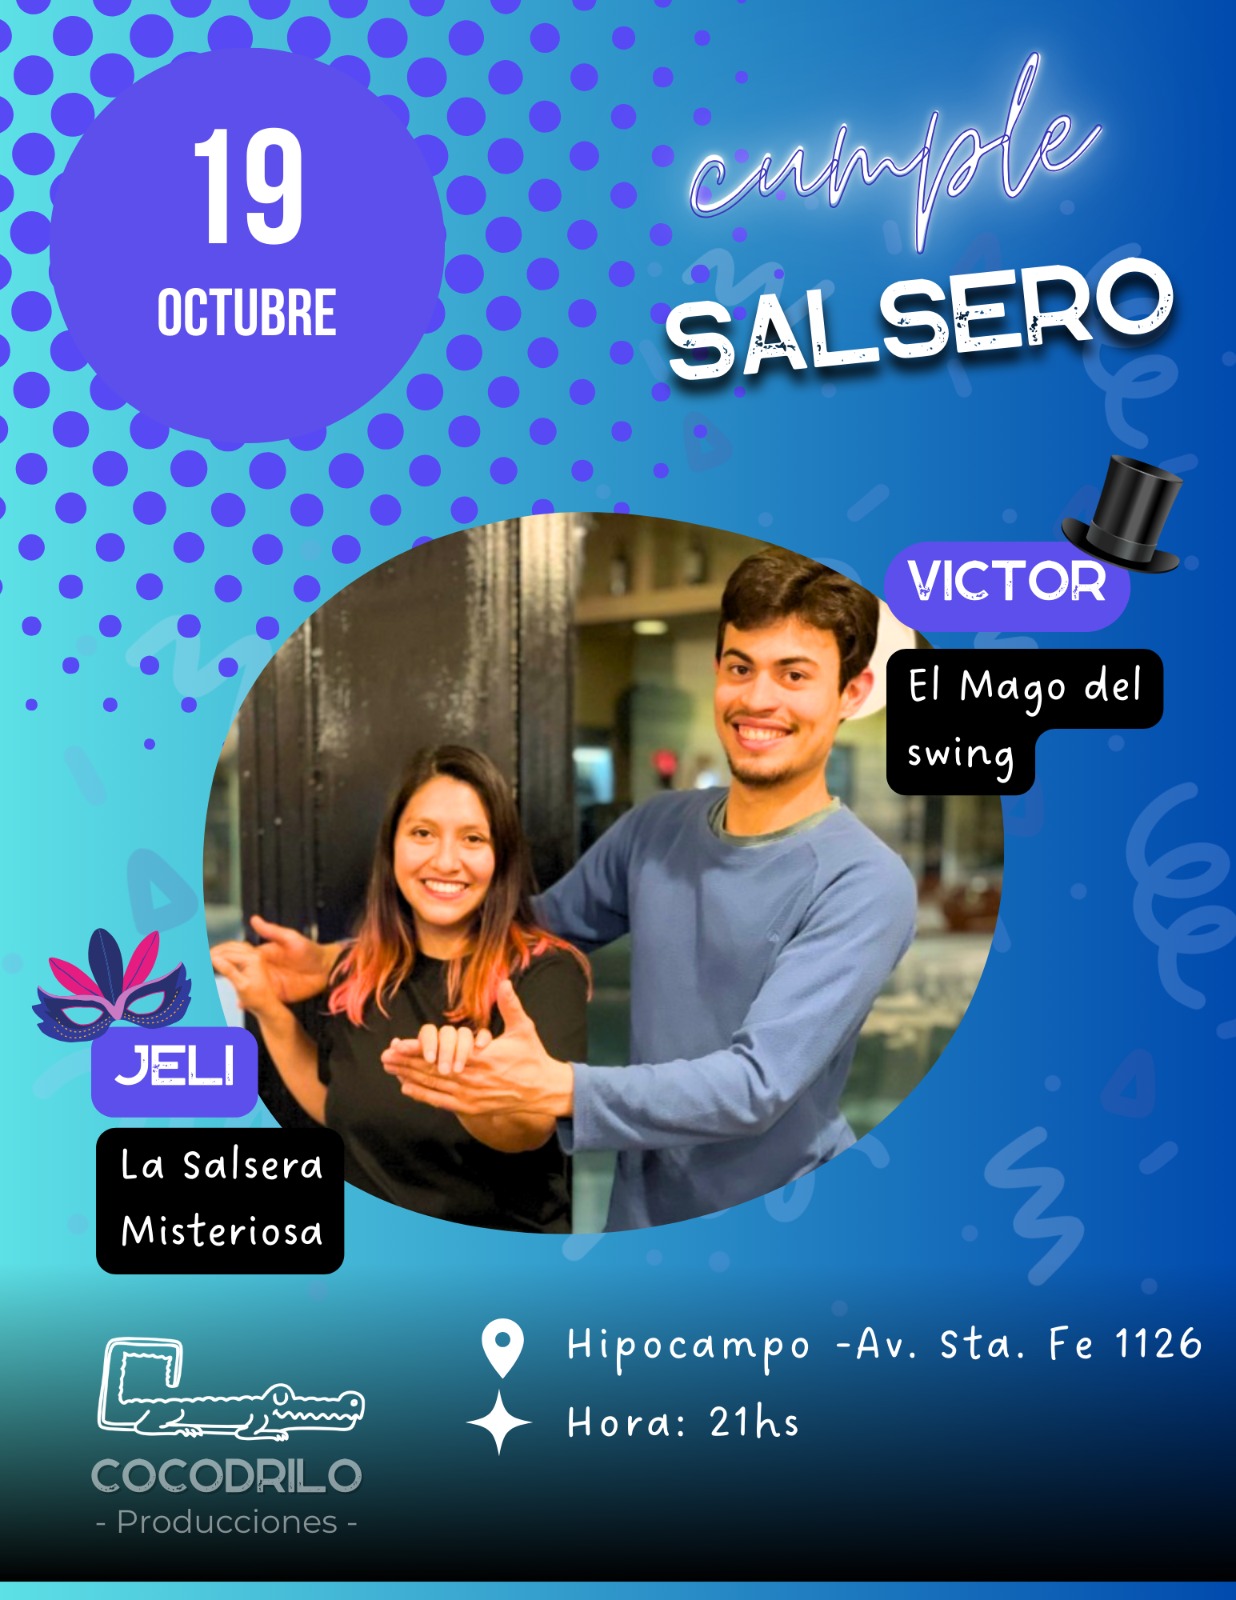 19
OCTUBRE
cumple
SALSERO
VICTOR
El Mago del
swing
JELI
La Salsera
Misteriosa
Hipocampo -Av. Sta. Fe 1126
Hora: 21hs
COCODRILO
- Producciones -